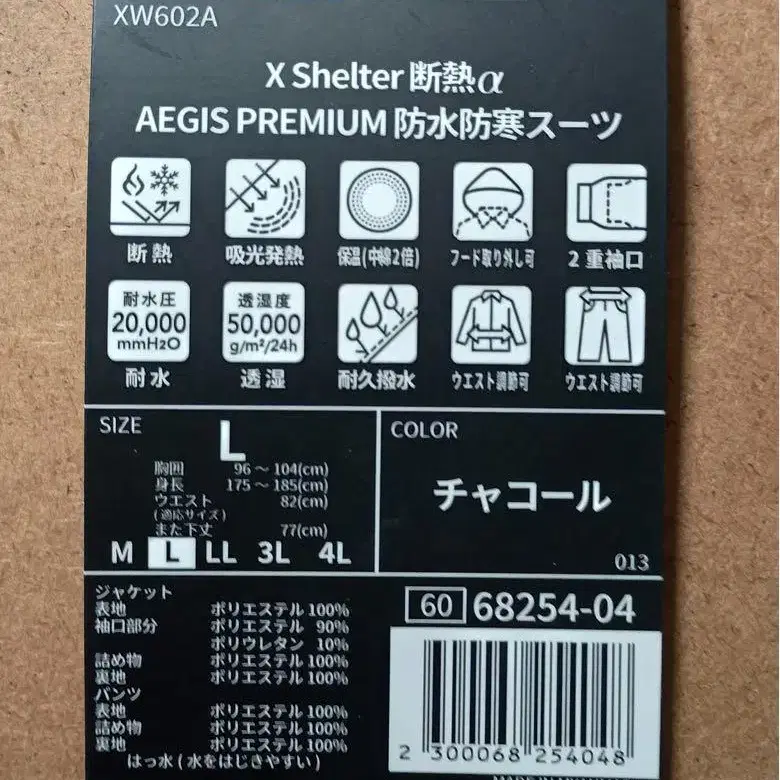 XW602A
X Shelter 断熱α
AEGIS PREMIUM 防水防寒スーツ
断熱
吸光発熱
保温(中綿2倍)
フード取り外し可
2重袖口
耐水圧
20,000
mmH2O
耐水
透湿度
50,000
g/m²/24h
透湿
耐久撥水
ウエスト調節可
ウエスト調節可
SIZE
L
胸囲 96～104(cm)
身長 175～185(cm)
ウエスト 82(cm)
(適応サイズ)
また下丈 77(cm)
M L LL 3L 4L
COLOR
チャコール
013
ジャケット
表地 ポリエステル 100%
袖口部分 ポリエステル 90%
ポリウレタン 10%
詰め物 ポリエステル 100%
裏地 ポリエステル 100%
パンツ
表地 ポリエステル 100%
詰め物 ポリエステル 100%
裏地 ポリエステル 100%
はっ水(水をはじきやすい)
60 68254-04
2 300068 254048